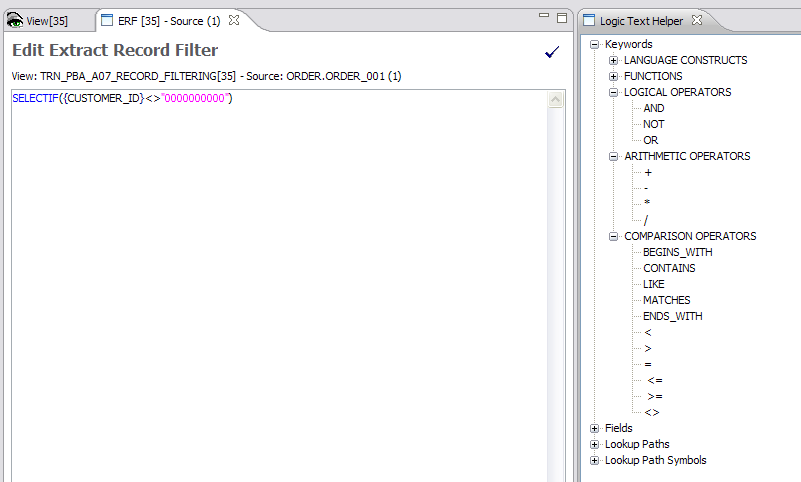 View[35]
ERF [35] - Source (1)
Edit Extract Record Filter
View: TRN_PBA_A07_RECORD_FILTERING[35] - Source: ORDER.ORDER_001 (1)
SELECTIF({CUSTOMER_ID}<>"0000000000")
Logic Text Helper
Keywords
LANGUAGE CONSTRUCTS
FUNCTIONS
LOGICAL OPERATORS
AND
NOT
OR
ARITHMETIC OPERATORS
+
-
*
/
COMPARISON OPERATORS
BEGINS_WITH
CONTAINS
LIKE
MATCHES
ENDS_WITH
<
>
=
<=
>=
<>
Fields
Lookup Paths
Lookup Path Symbols